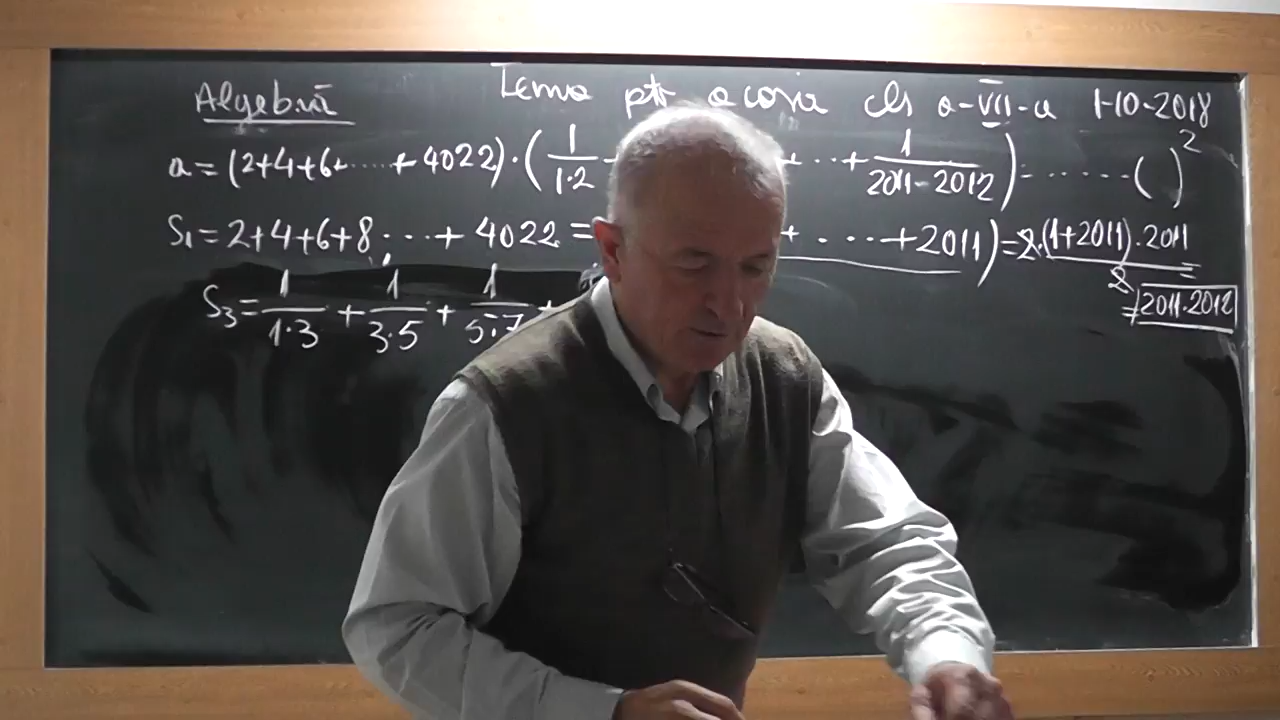 Algebră Tema ptr acasă cls a-VII-a 1-10-2018
a=(2+4+6+.....+4022)·(1/1·2 +··+1/2011-2012)·......( )²
S₁=2+4+6+8...+4022= +...+2011)=2·(1+2011)·2011/2
=2011·2012
S₃=1/1·3+1/3·5+1/5·7+